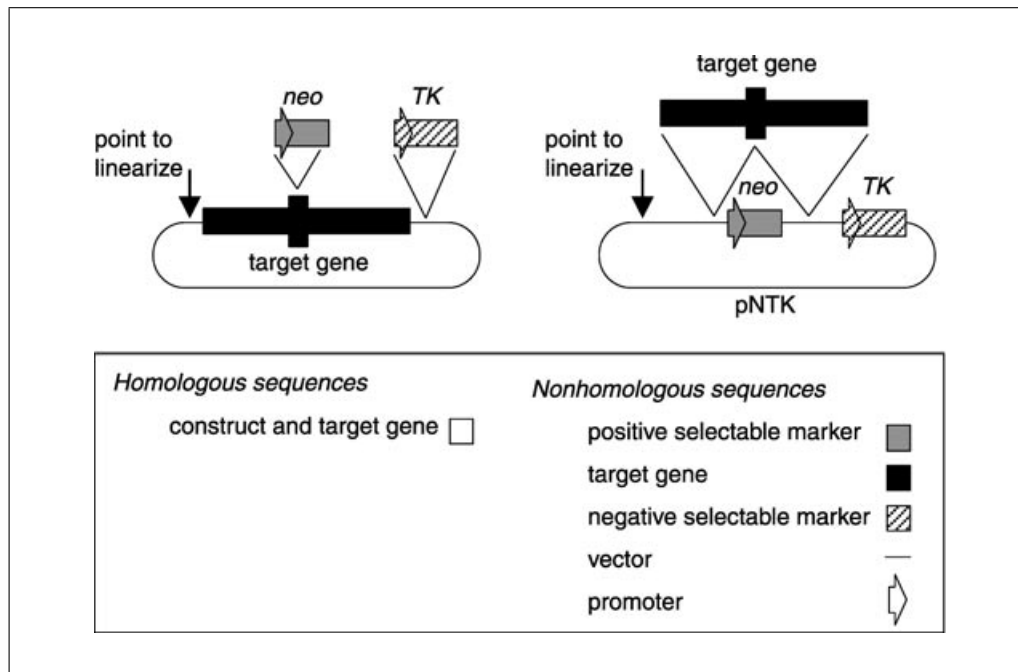 neo
TK
point to
linearize
target gene
target gene
point to
linearize
neo
TK
pNTK
Homologous sequences
construct and target gene
Nonhomologous sequences
positive selectable marker
target gene
negative selectable marker
vector
promoter